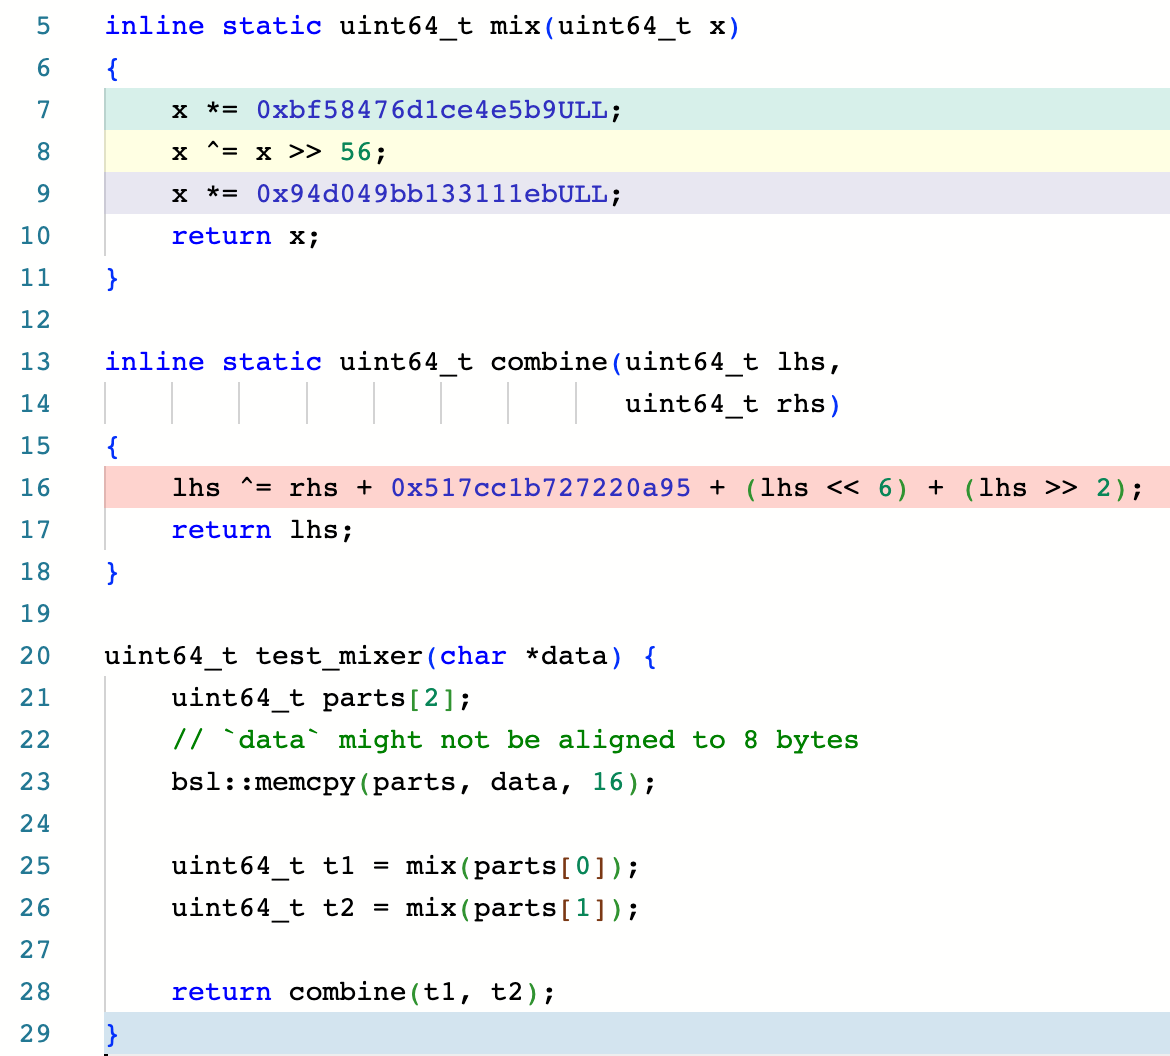 5 inline static uint64_t mix(uint64_t x)
6 {
7 x *= 0xbf58476d1ce4e5b9ULL;
8 x ^= x >> 56;
9 x *= 0x94d049bb133111ebULL;
10 return x;
11 }
12
13 inline static uint64_t combine(uint64_t lhs,
14 uint64_t rhs)
15 {
16 lhs ^= rhs + 0x517cc1b727220a95 + (lhs << 6) + (lhs >> 2);
17 return lhs;
18 }
19
20 uint64_t test_mixer(char *data) {
21 uint64_t parts[2];
22 // `data` might not be aligned to 8 bytes
23 bsl::memcpy(parts, data, 16);
24
25 uint64_t t1 = mix(parts[0]);
26 uint64_t t2 = mix(parts[1]);
27
28 return combine(t1, t2);
29 }